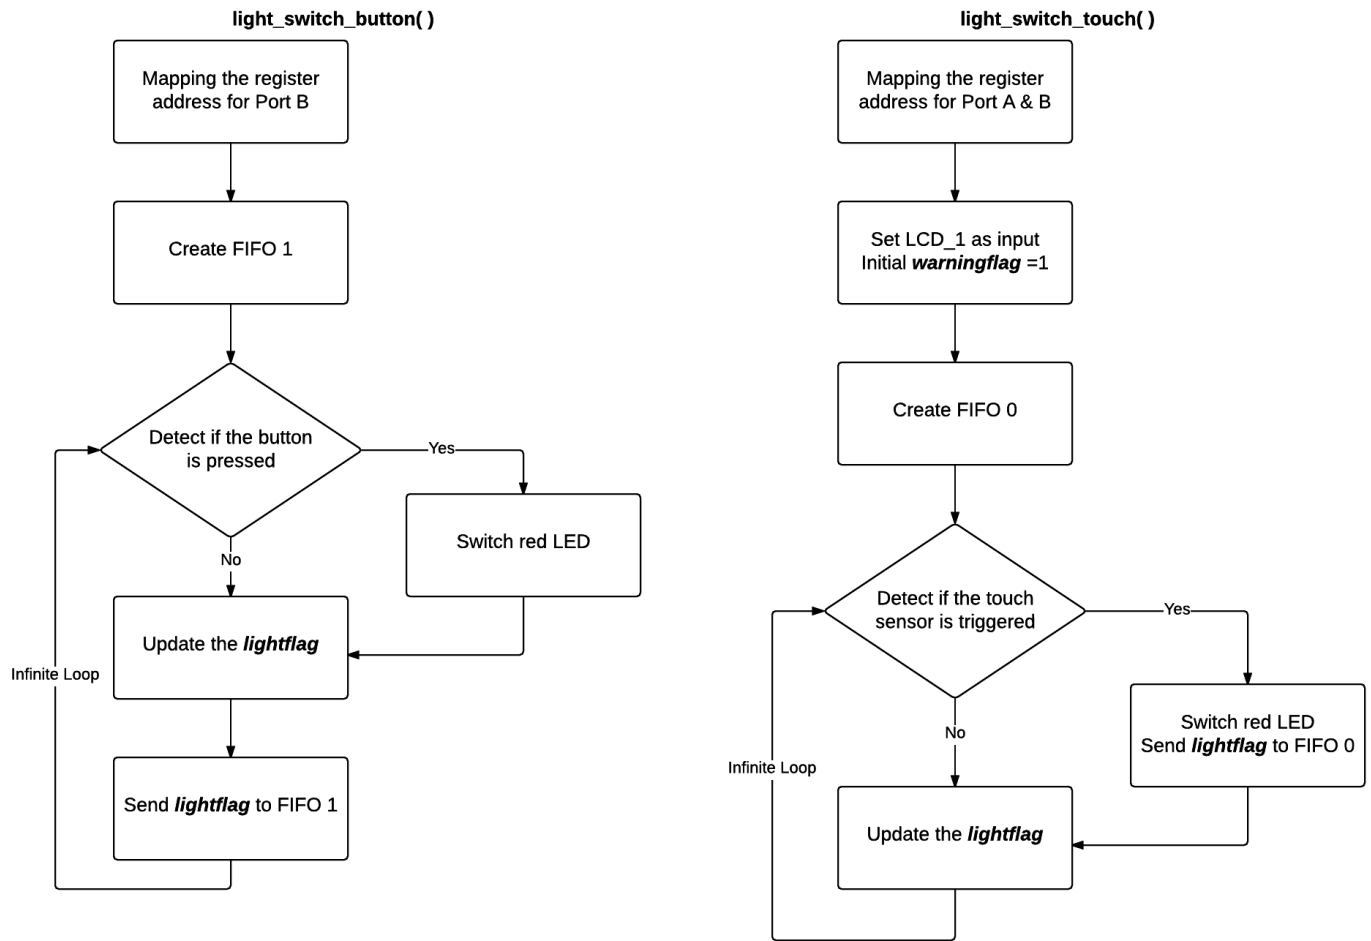 light_switch_button( )
Mapping the register
address for Port B
Create FIFO 1
Detect if the button
is pressed
Yes
Switch red LED
No
Update the lightflag
Infinite Loop
Send lightflag to FIFO 1
light_switch_touch( )
Mapping the register
address for Port A & B
Set LCD_1 as input
Initial warningflag =1
Create FIFO 0
Detect if the touch
sensor is triggered
Yes
Switch red LED
Send lightflag to FIFO 0
No
Infinite Loop
Update the lightflag